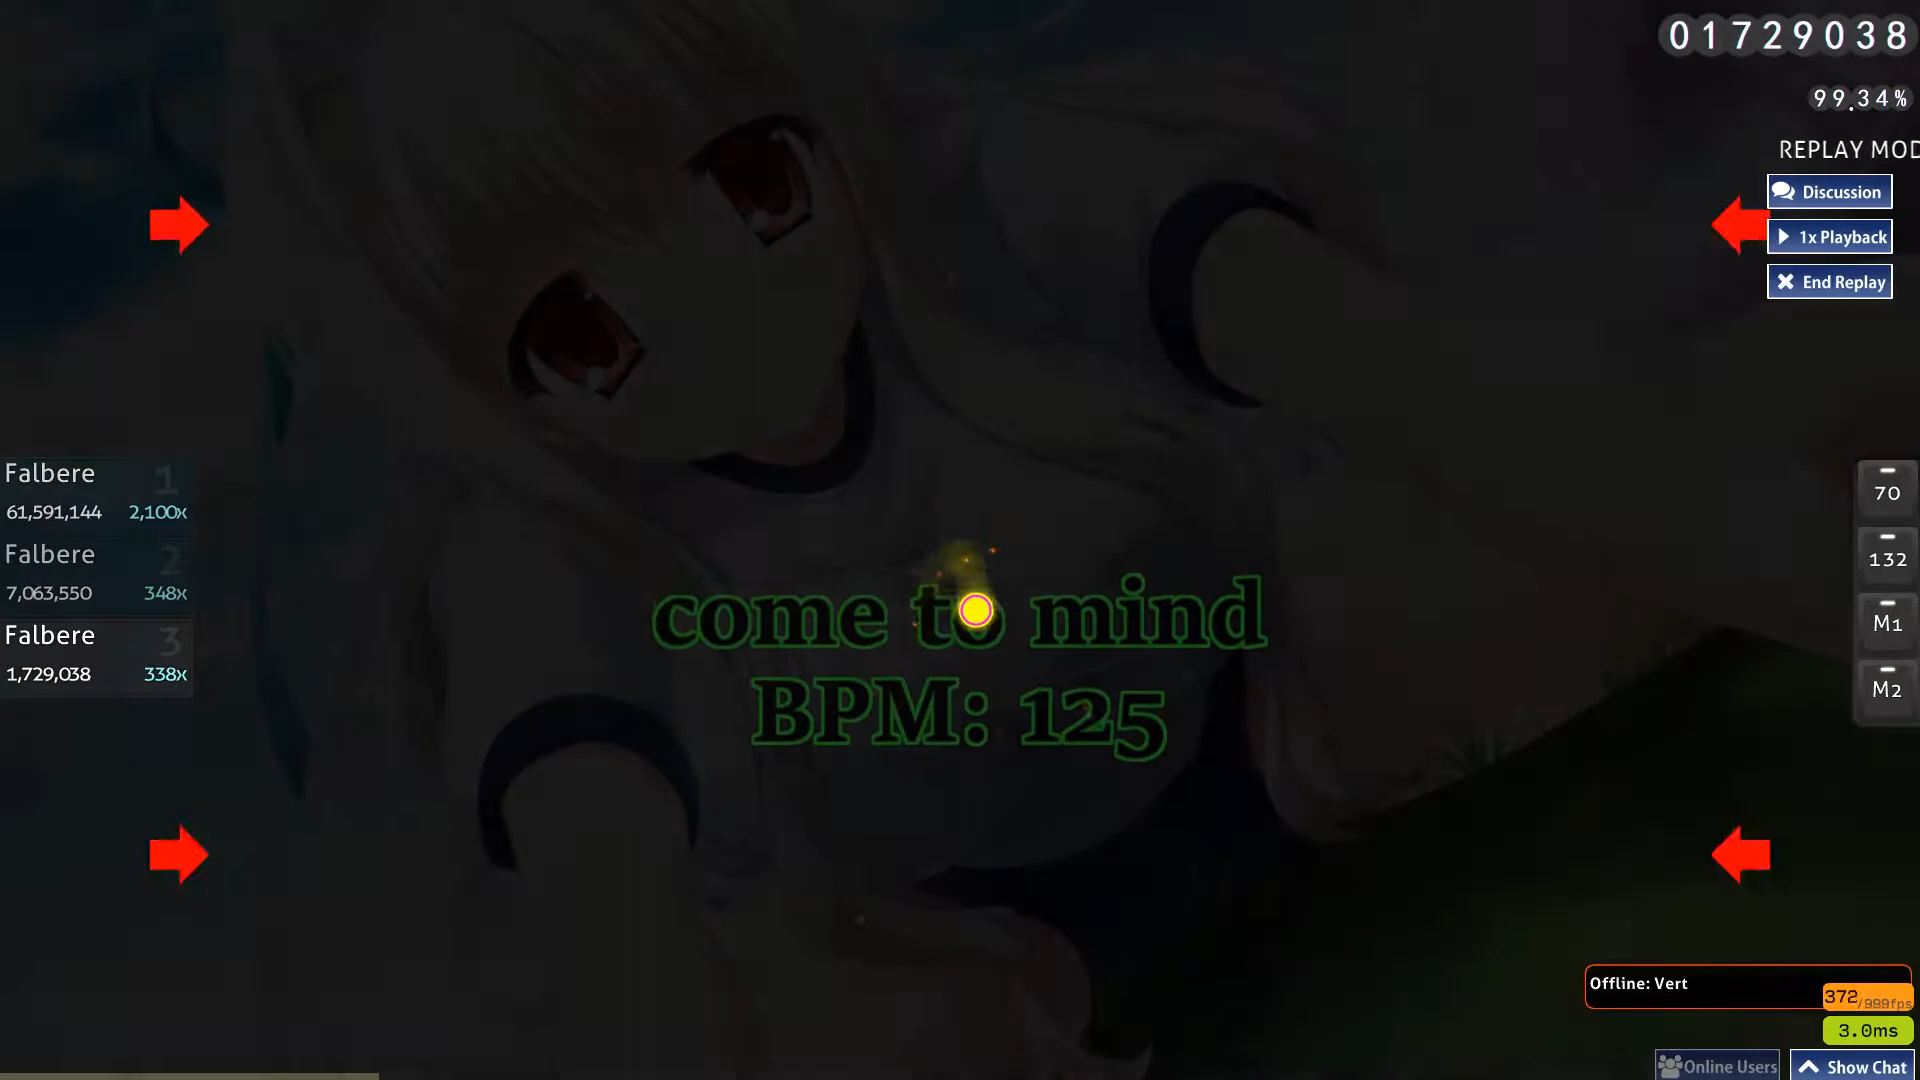 01729038
99.34%
REPLAY MOD
Discussion
1x Playback
End Replay
Falbere 1
61,591,144 2,100x
Falbere 2
7,063,550 348x
Falbere 3
1,729,038 338x
70
132
M1
M2
come to mind
BPM: 125
Offline: Vert
372/999fps
3.0ms
Online Users
Show Chat